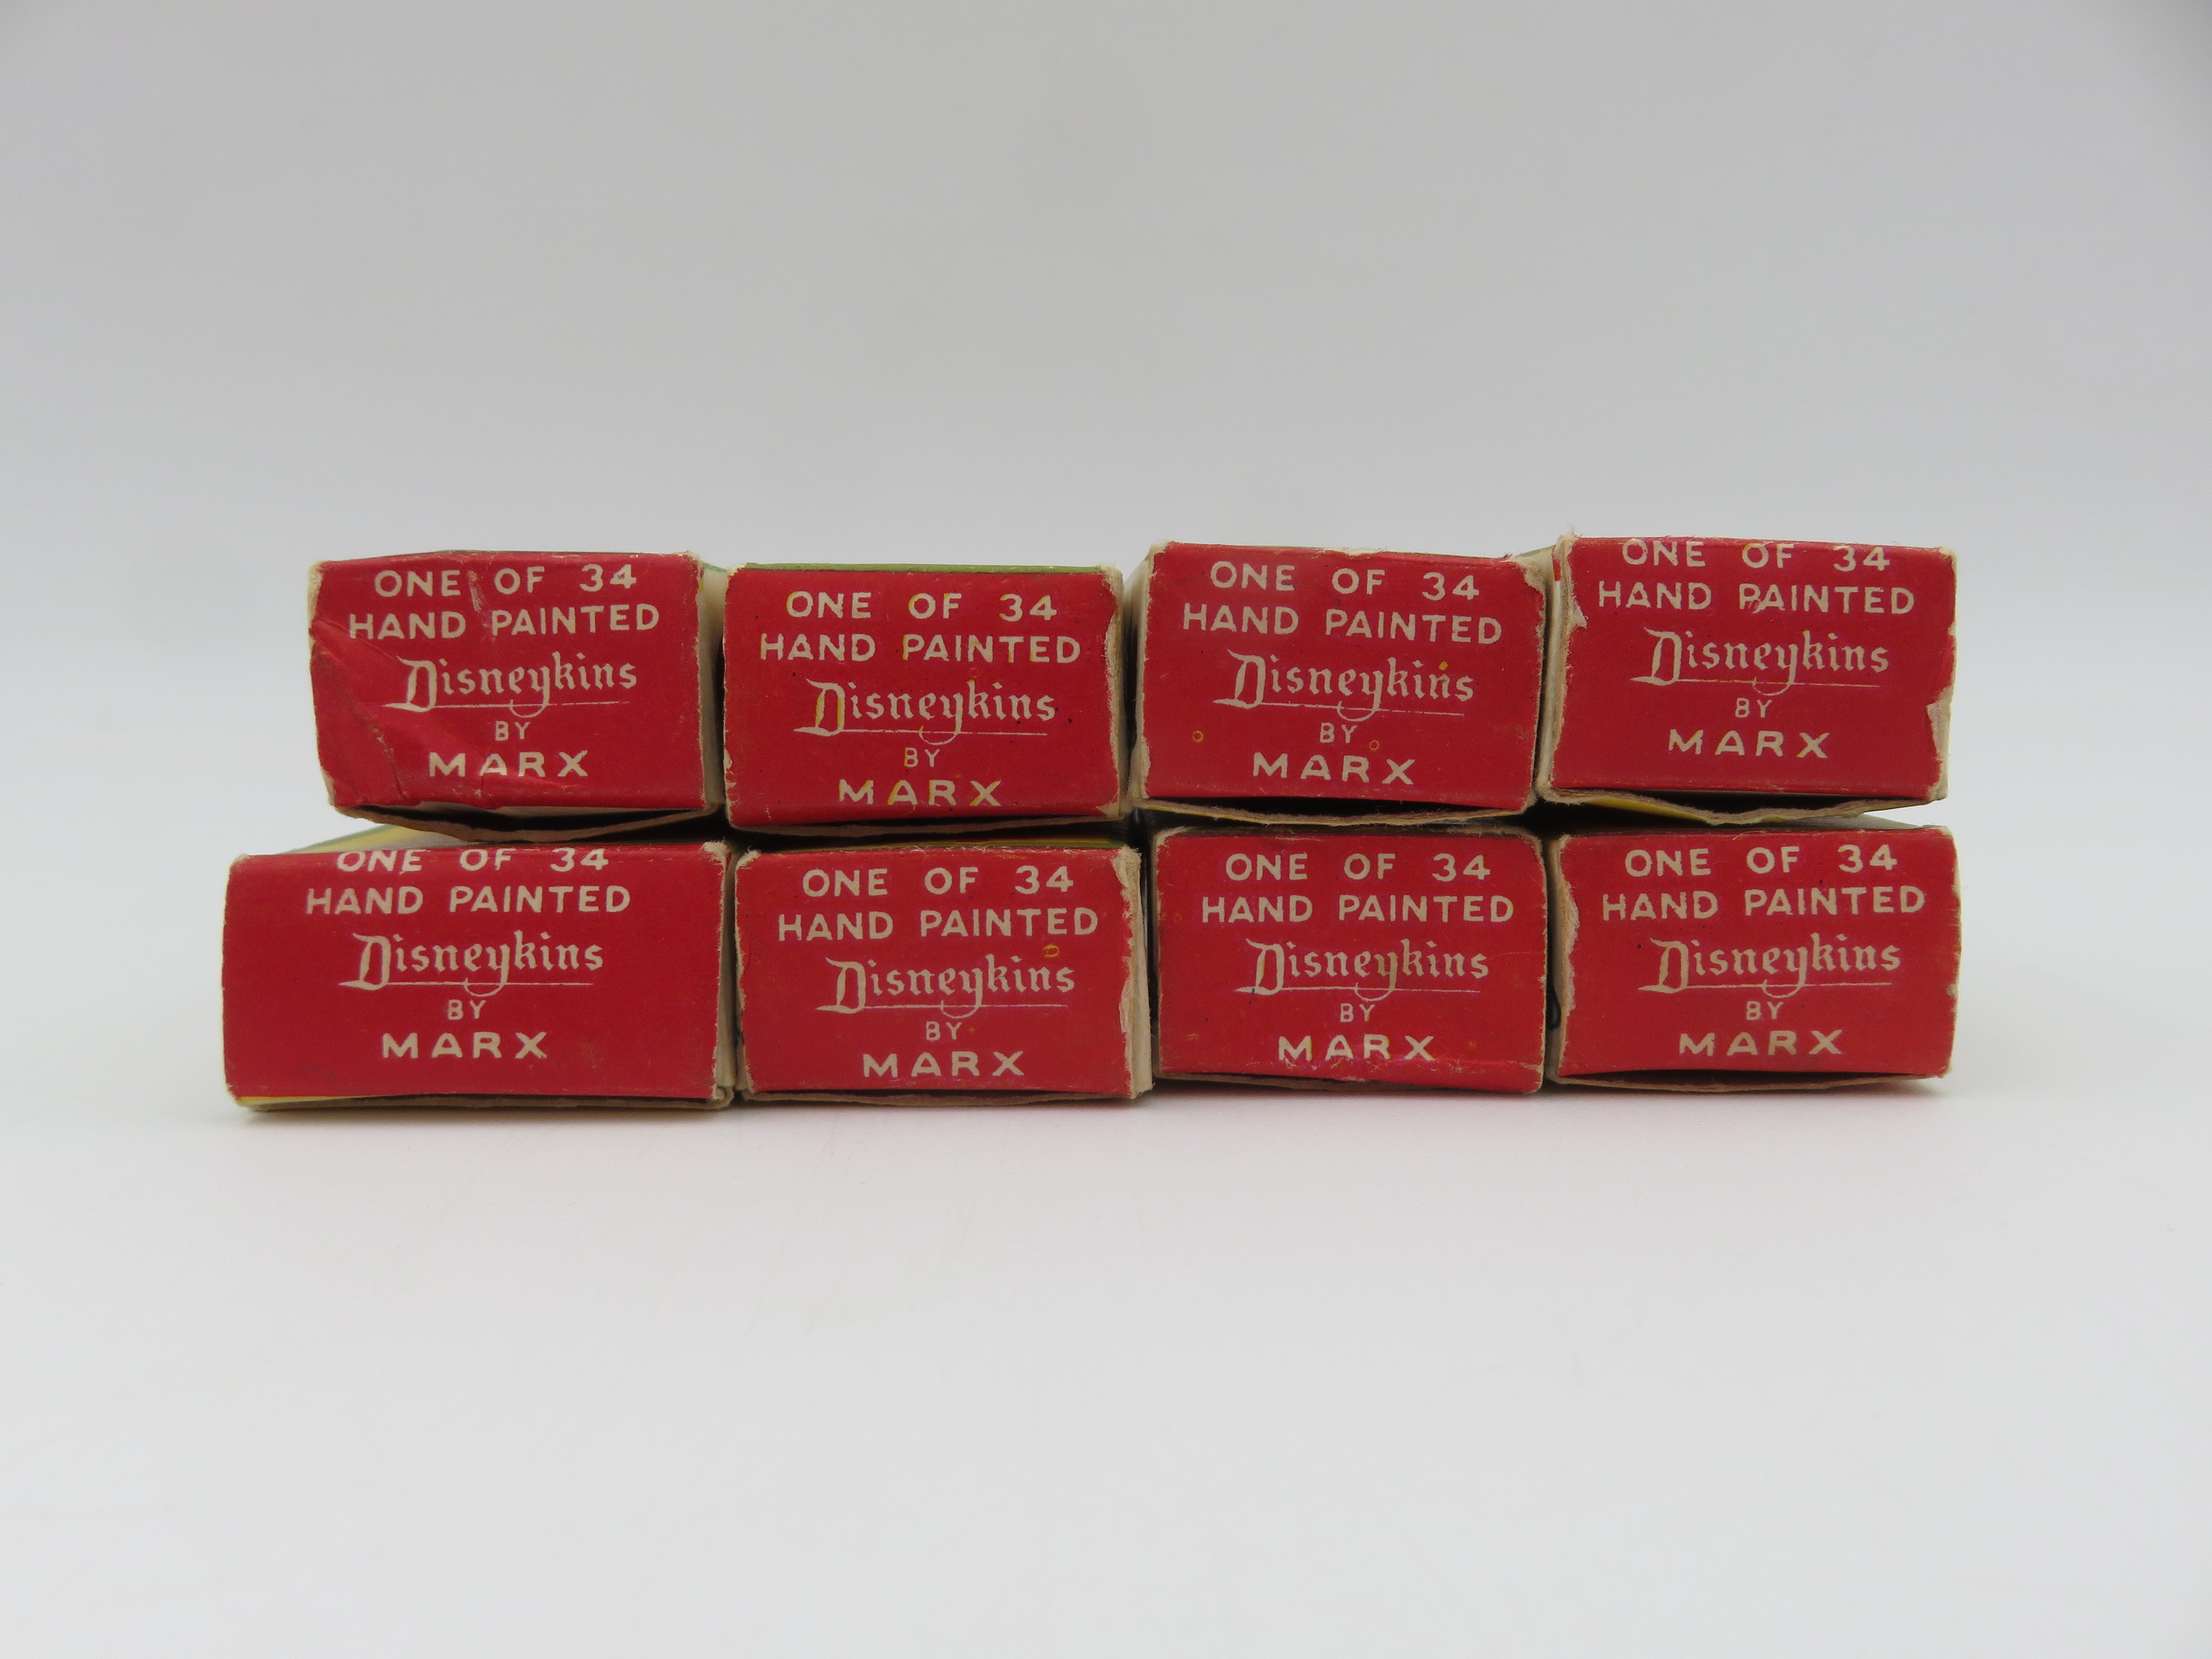 ONE OF 34
HAND PAINTED
Disneykins
BY
MARX
ONE OF 34
HAND PAINTED
Disneykins
BY
MARX
ONE OF 34
HAND PAINTED
Disneykins
BY
MARX
ONE OF 34
HAND PAINTED
Disneykins
BY
MARX
ONE OF 34
HAND PAINTED
Disneykins
BY
MARX
ONE OF 34
HAND PAINTED
Disneykins
BY
MARX
ONE OF 34
HAND PAINTED
Disneykins
BY
MARX
ONE OF 34
HAND PAINTED
Disneykins
BY
MARX